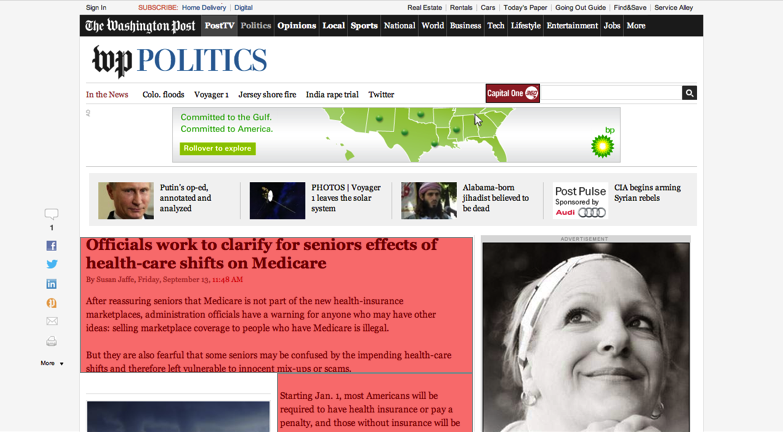 Sign In
SUBSCRIBE: Home Delivery Digital
Real Estate Rentals Cars Today's Paper Going Out Guide Find&Save Service Alley
The Washington Post PostTV Politics Opinions Local Sports National World Business Tech Lifestyle Entertainment Jobs More
wp POLITICS
In the News Colo. floods Voyager 1 Jersey shore fire India rape trial Twitter
Capital One 360
AD
Committed to the Gulf.
Committed to America.
Rollover to explore
bp
Putin's op-ed,
annotated and
analyzed
PHOTOS | Voyager
1 leaves the solar
system
Alabama-born
jihadist believed to
be dead
Post Pulse
Sponsored by
Audi
CIA begins arming
Syrian rebels
1
More
Officials work to clarify for seniors effects of
health-care shifts on Medicare
By Susan Jaffe, Friday, September 13, 11:48 AM
After reassuring seniors that Medicare is not part of the new health-insurance
marketplaces, administration officials have a warning for anyone who may have other
ideas: selling marketplace coverage to people who have Medicare is illegal.
But they are also fearful that some seniors may be confused by the impending health-care
shifts and therefore left vulnerable to innocent mix-ups or scams.
Starting Jan. 1, most Americans will be
required to have health insurance or pay a
penalty, and those without insurance will be
ADVERTISEMENT